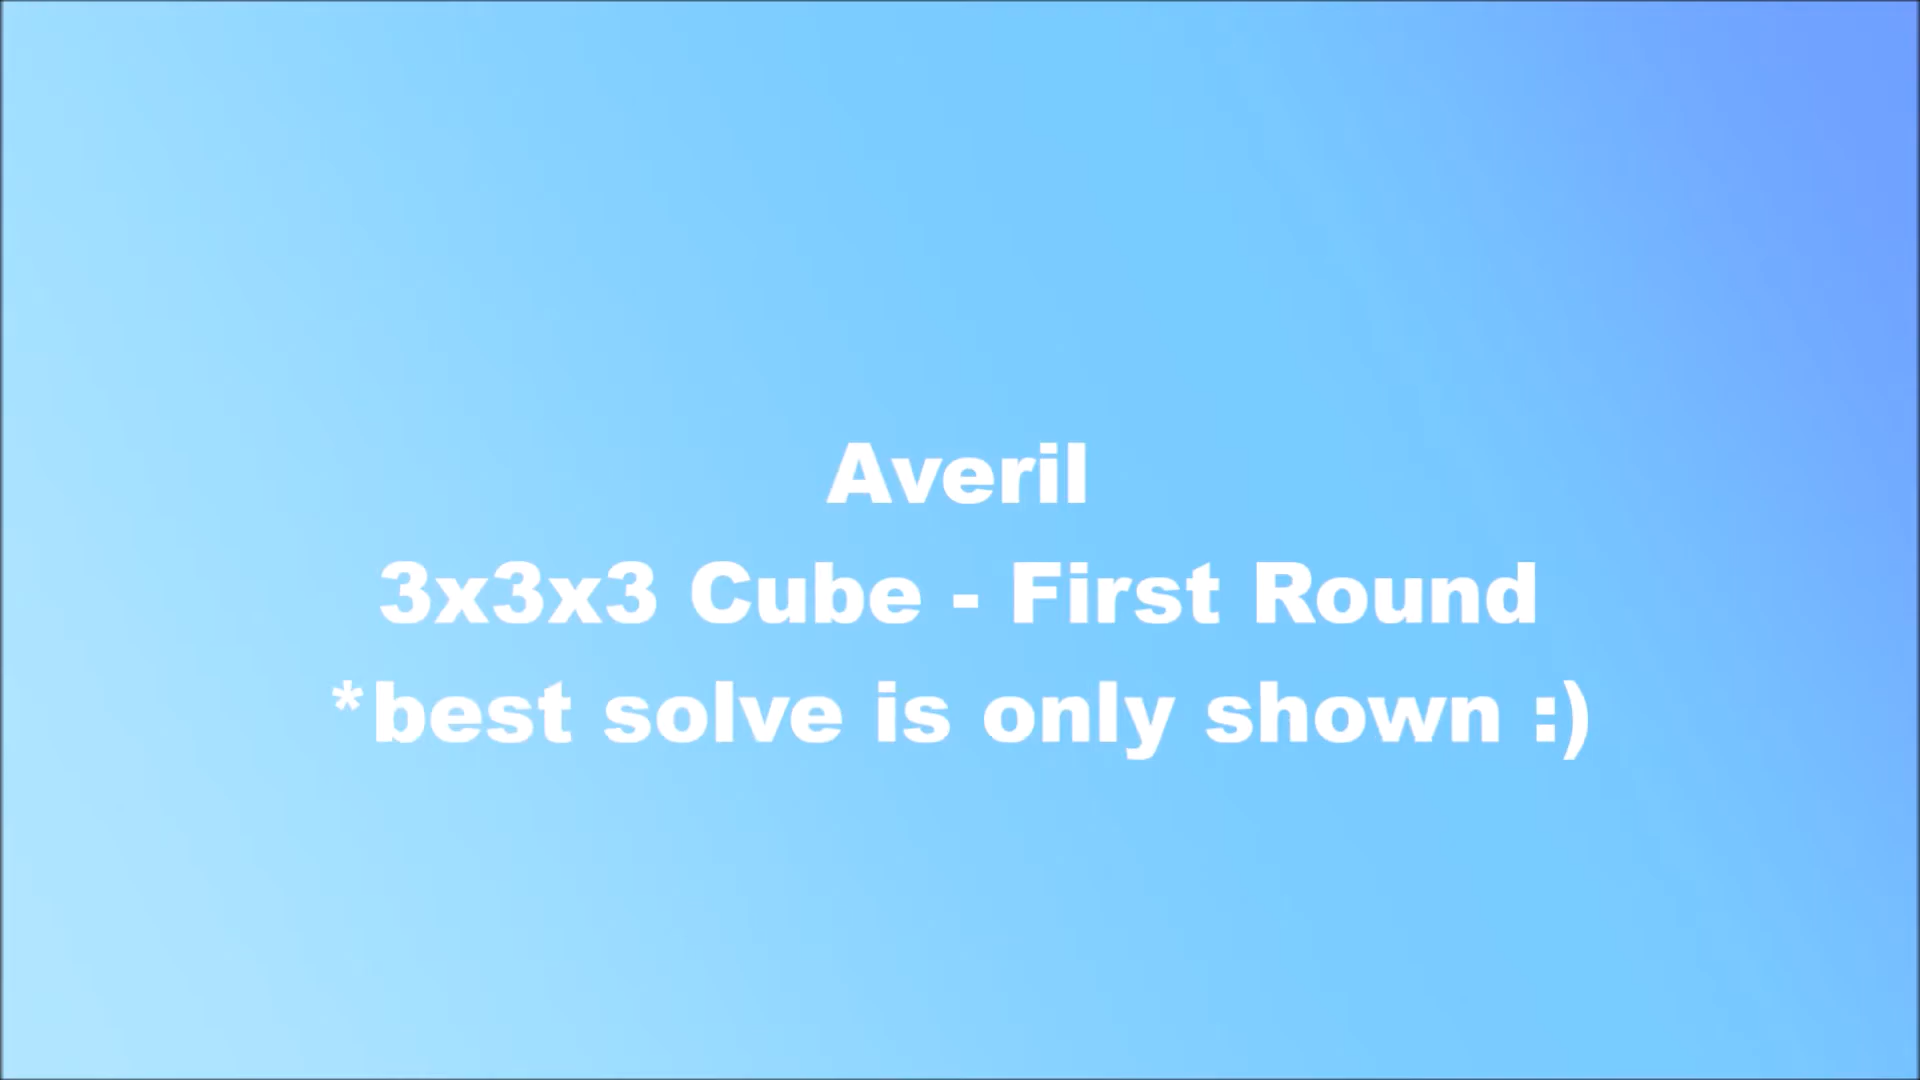 Averil
3x3x3 Cube - First Round
*best solve is only shown :)